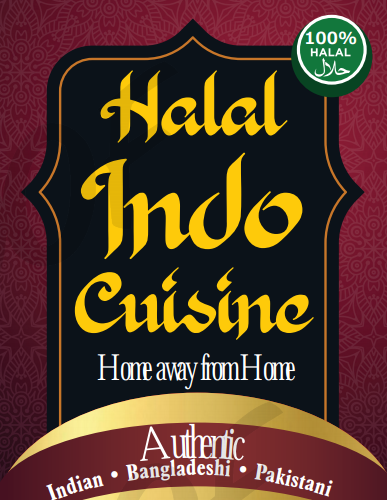 100%
HALAL
حلال
Halal
Indo
Cuisine
Home away from Home
Authentic
Indian • Bangladeshi • Pakistani